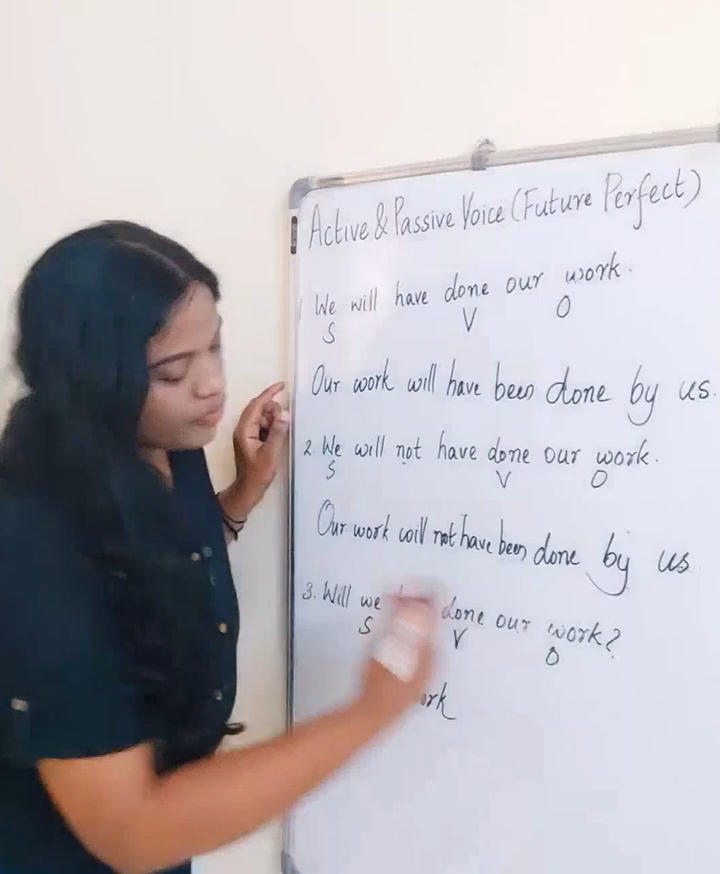 Active & Passive Voice (Future Perfect)
We will have done our work.
S V O
Our work will have been done by us.
2. We will not have done our work.
S V O
Our work will not have been done by us
3. Will we done our work?
S V O